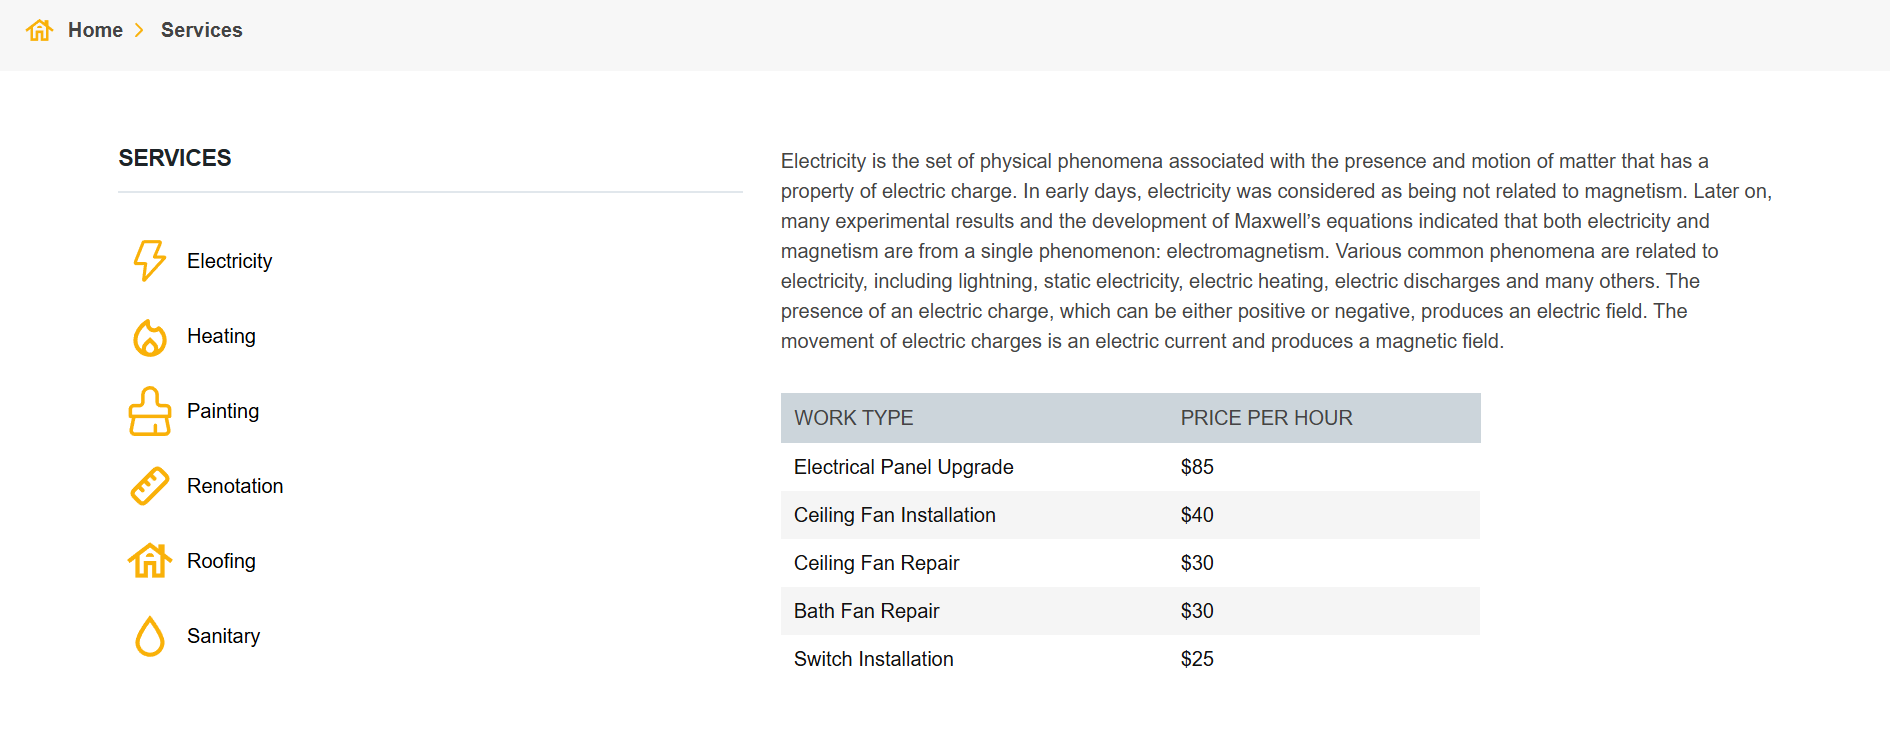 Home
Services
SERVICES
Electricity
Heating
Painting
Renotation
Roofing
Sanitary
Electricity is the set of physical phenomena associated with the presence and motion of matter that has a
property of electric charge. In early days, electricity was considered as being not related to magnetism. Later on,
many experimental results and the development of Maxwell’s equations indicated that both electricity and
magnetism are from a single phenomenon: electromagnetism. Various common phenomena are related to
electricity, including lightning, static electricity, electric heating, electric discharges and many others. The
presence of an electric charge, which can be either positive or negative, produces an electric field. The
movement of electric charges is an electric current and produces a magnetic field.
WORK TYPE PRICE PER HOUR
Electrical Panel Upgrade $85
Ceiling Fan Installation $40
Ceiling Fan Repair $30
Bath Fan Repair $30
Switch Installation $25